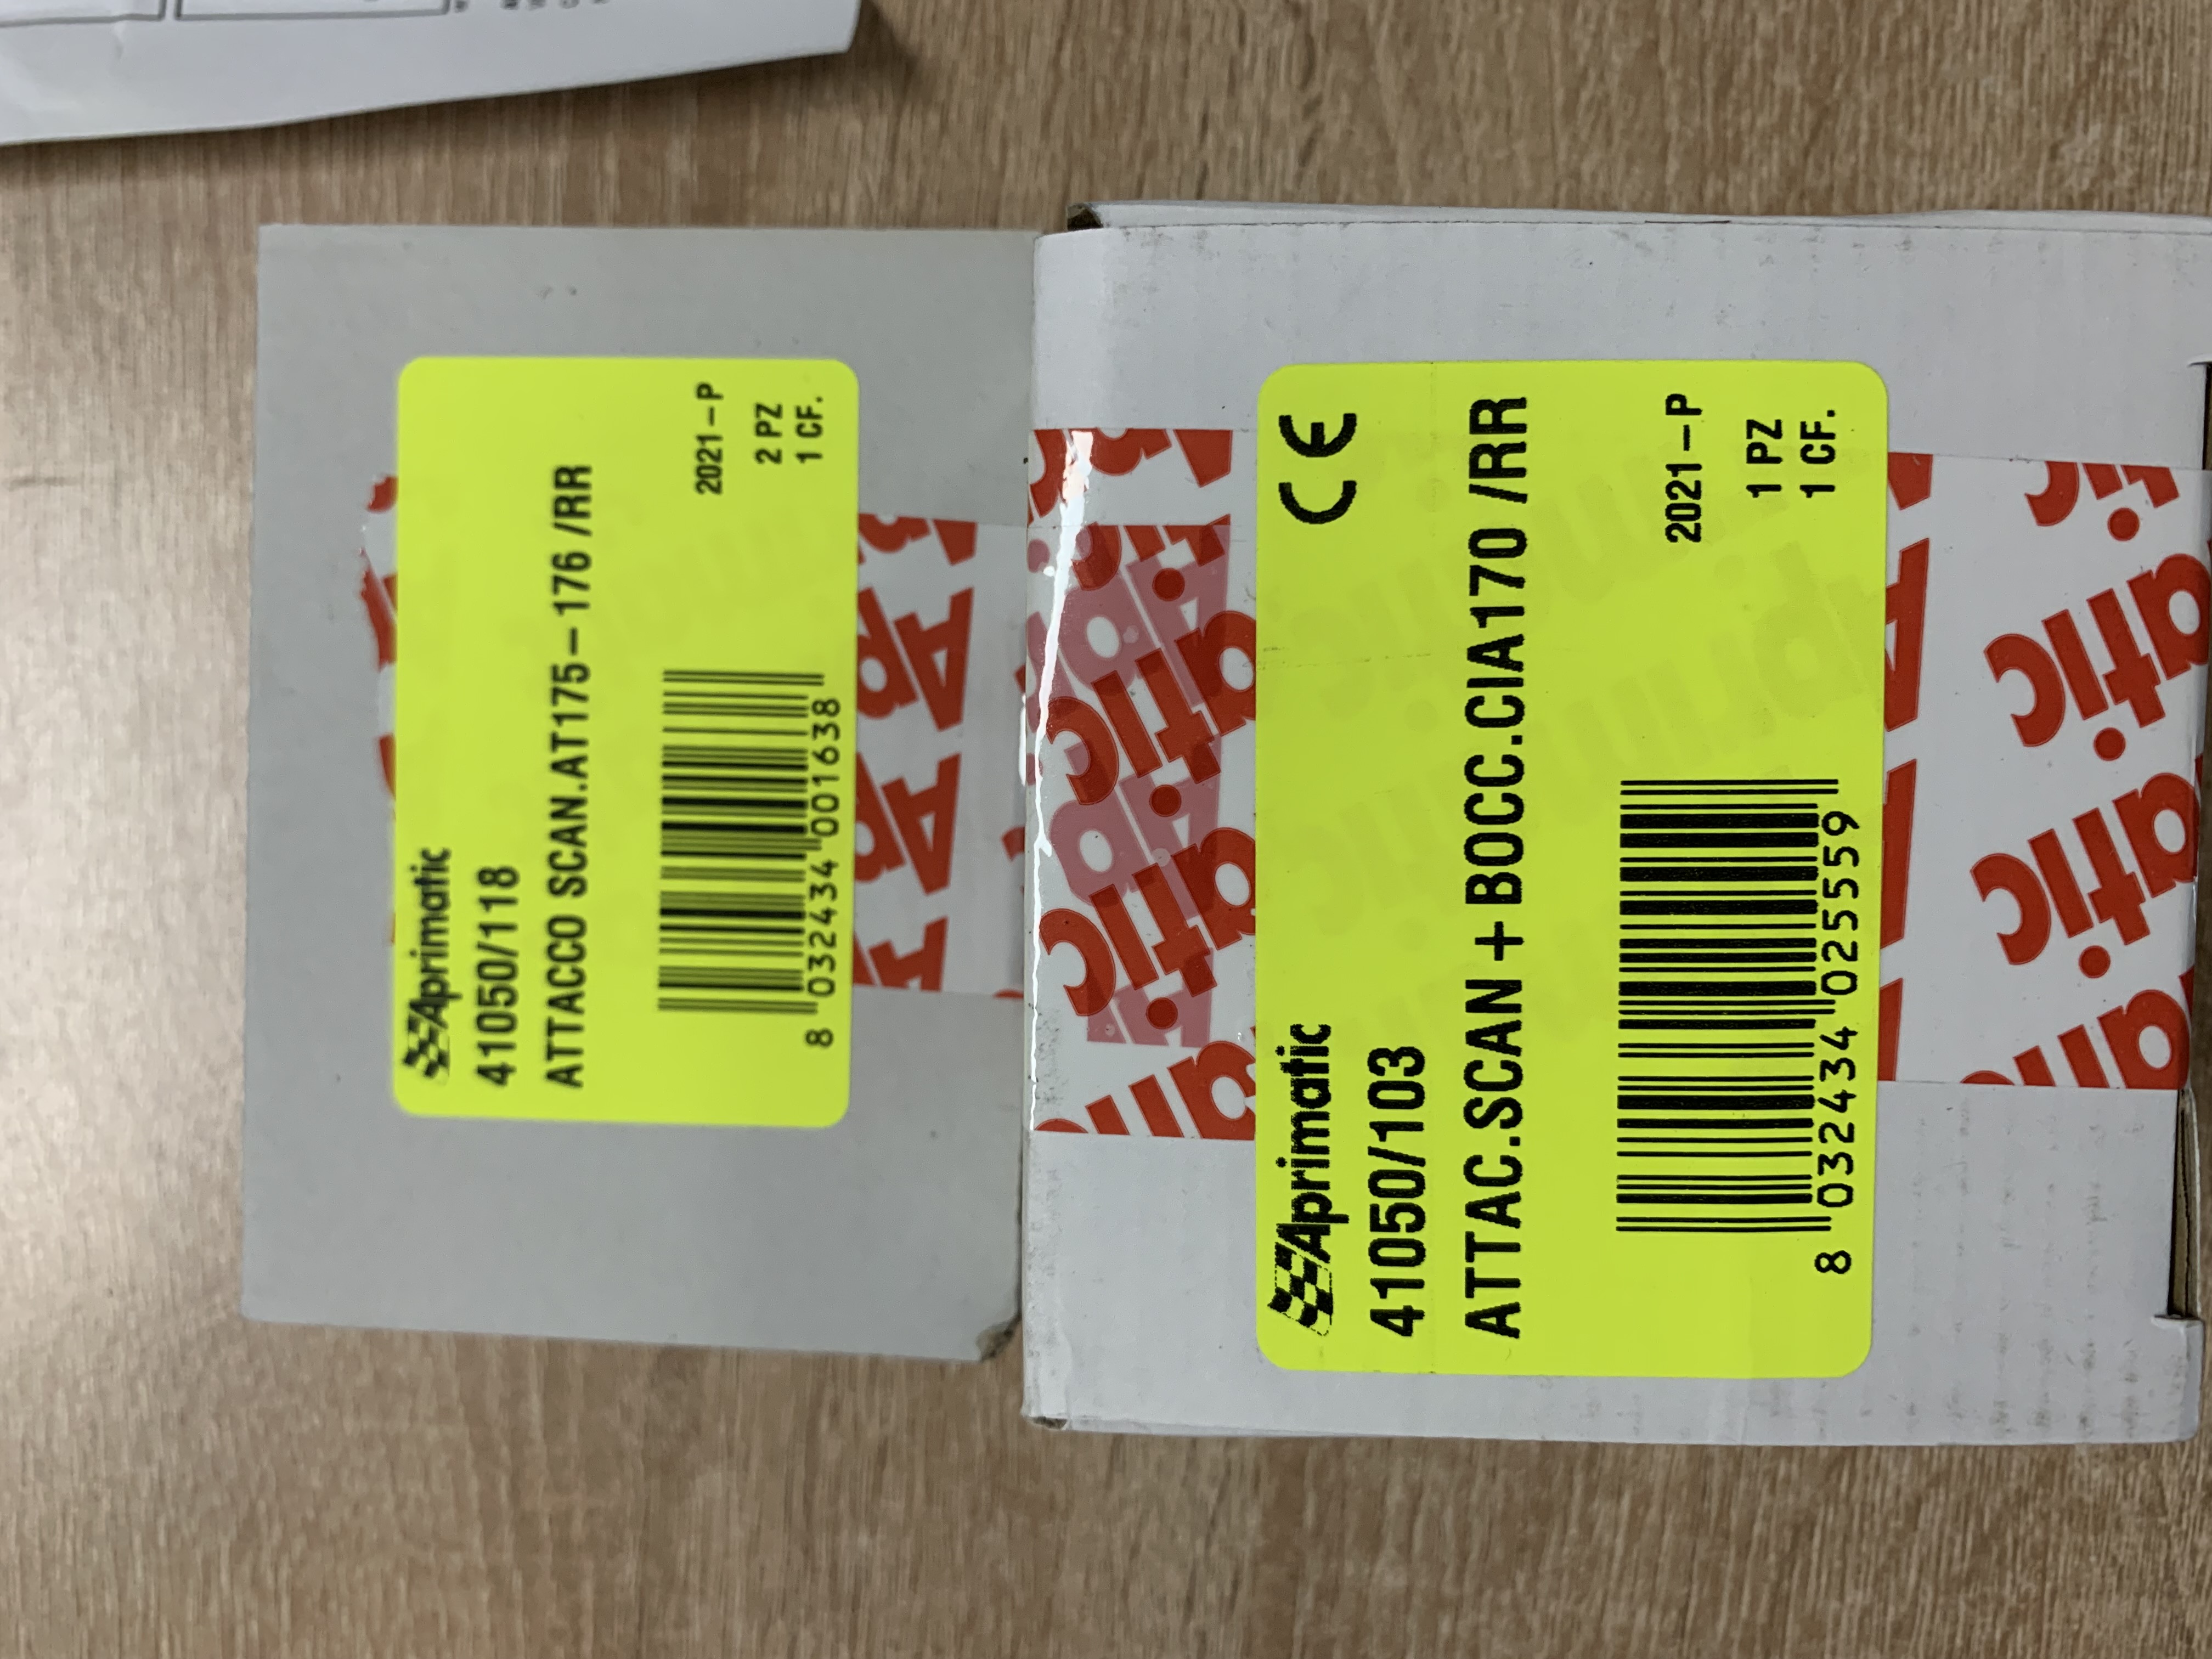 Aprimatic
41050/118
ATTACCO SCAN.AT175-176 /RR
2021-P
2 PZ
1 CF.
8 032434 001638
Aprimatic
CE
41050/103
ATTAC.SCAN+BOCC.CIA170 /RR
2021-P
1 PZ
1 CF.
8 032434 025559